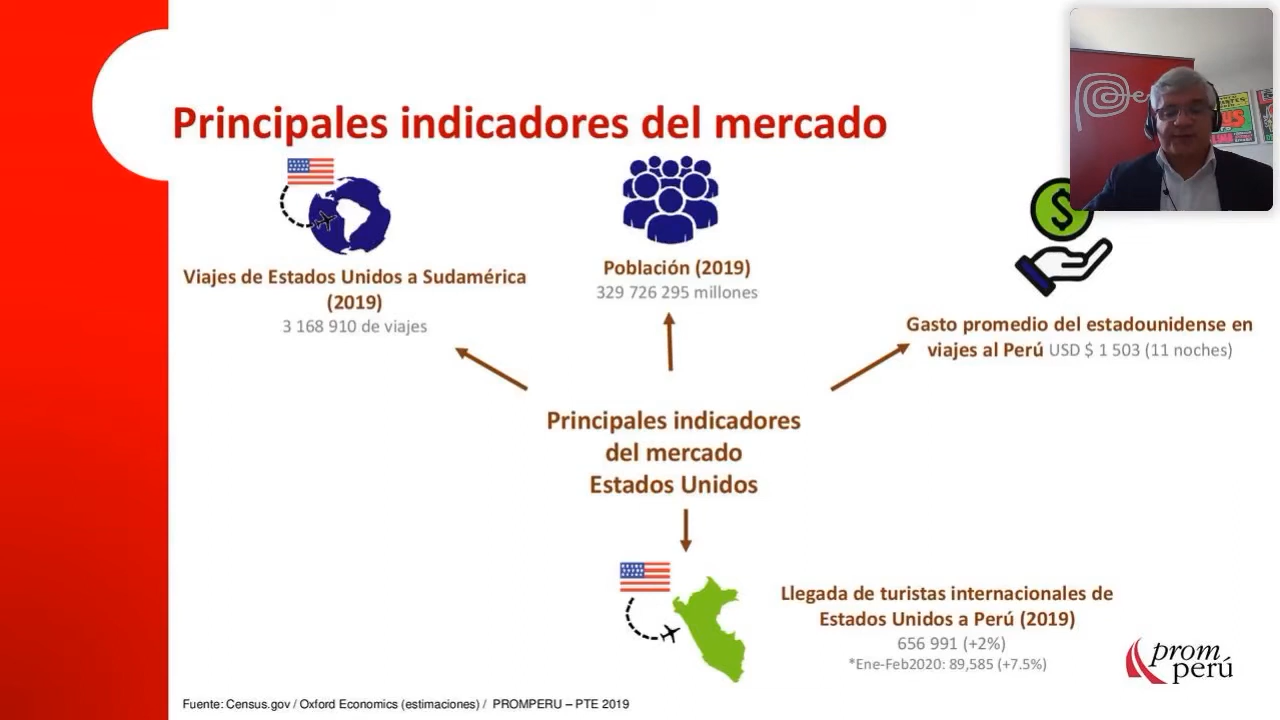 Principales indicadores del mercado
Viajes de Estados Unidos a Sudamérica
(2019)
3 168 910 de viajes
Población (2019)
329 726 295 millones
$
Gasto promedio del estadounidense en
viajes al Perú USD $ 1 503 (11 noches)
Principales indicadores
del mercado
Estados Unidos
Llegada de turistas internacionales de
Estados Unidos a Perú (2019)
656 991 (+2%)
*Ene-Feb2020: 89,585 (+7.5%)
prom
perú
Fuente: Census.gov / Oxford Economics (estimaciones) / PROMPERU – PTE 2019